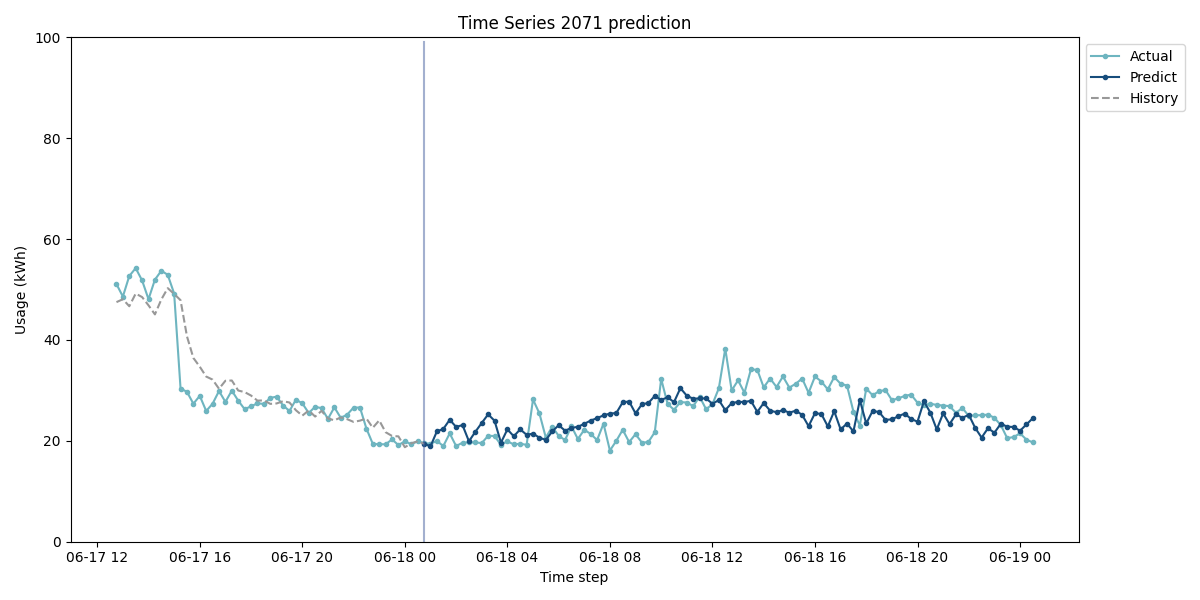 Time Series 2071 prediction
100
80
60
40
20
0
Usage (kWh)
06-17 12
06-17 16
06-17 20
06-18 00
06-18 04
06-18 08
06-18 12
06-18 16
06-18 20
06-19 00
Time step
Actual
Predict
History